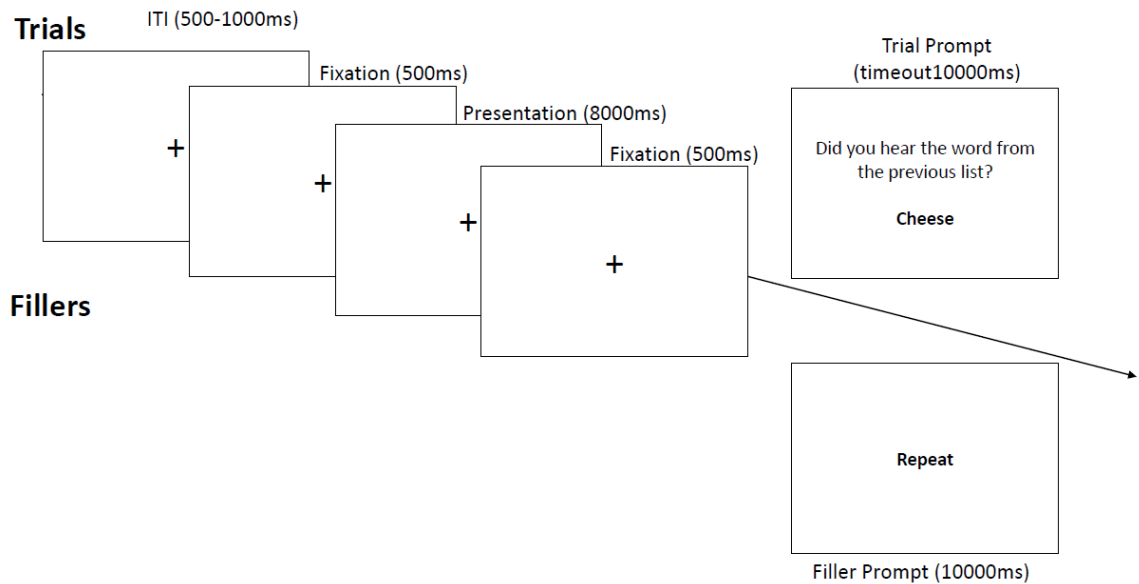 Trials
ITI (500-1000ms)
Fixation (500ms)
Presentation (8000ms)
Fixation (500ms)
Trial Prompt
(timeout10000ms)
Did you hear the word from
the previous list?
Cheese
Fillers
Repeat
Filler Prompt (10000ms)